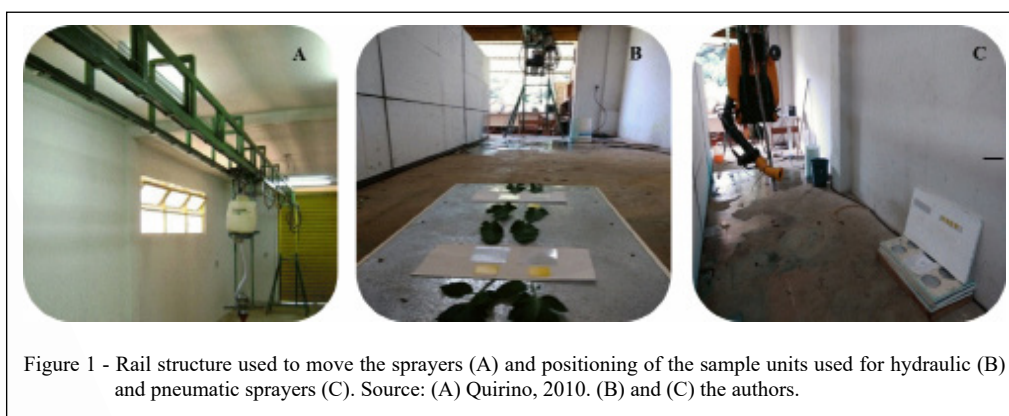 A
B
C
Figure 1 - Rail structure used to move the sprayers (A) and positioning of the sample units used for hydraulic (B)
and pneumatic sprayers (C). Source: (A) Quirino, 2010. (B) and (C) the authors.